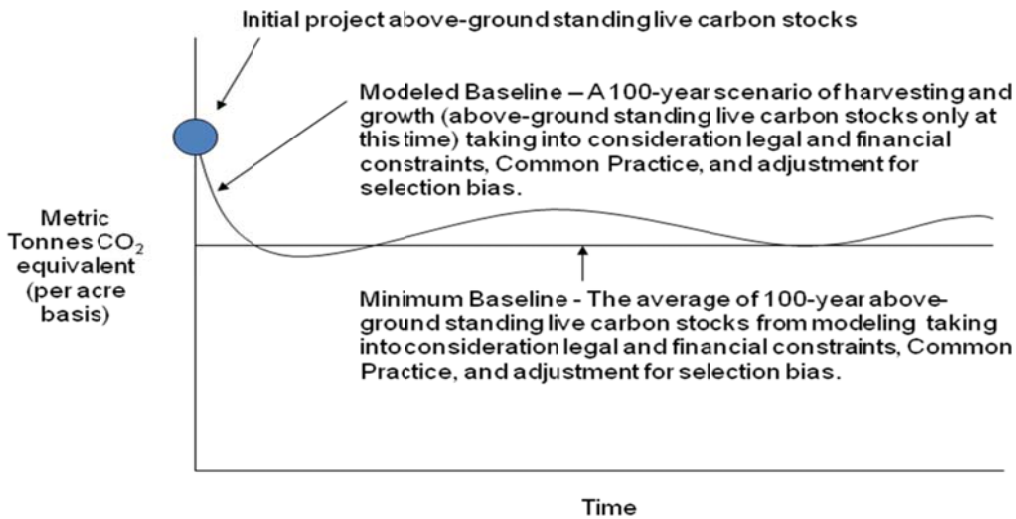 Initial project above-ground standing live carbon stocks
Modeled Baseline – A 100-year scenario of harvesting and
growth (above-ground standing live carbon stocks only at
this time) taking into consideration legal and financial
constraints, Common Practice, and adjustment for
selection bias.
Metric
Tonnes CO₂
equivalent
(per acre
basis)
Minimum Baseline - The average of 100-year above-
ground standing live carbon stocks from modeling taking
into consideration legal and financial constraints, Common
Practice, and adjustment for selection bias.
Time